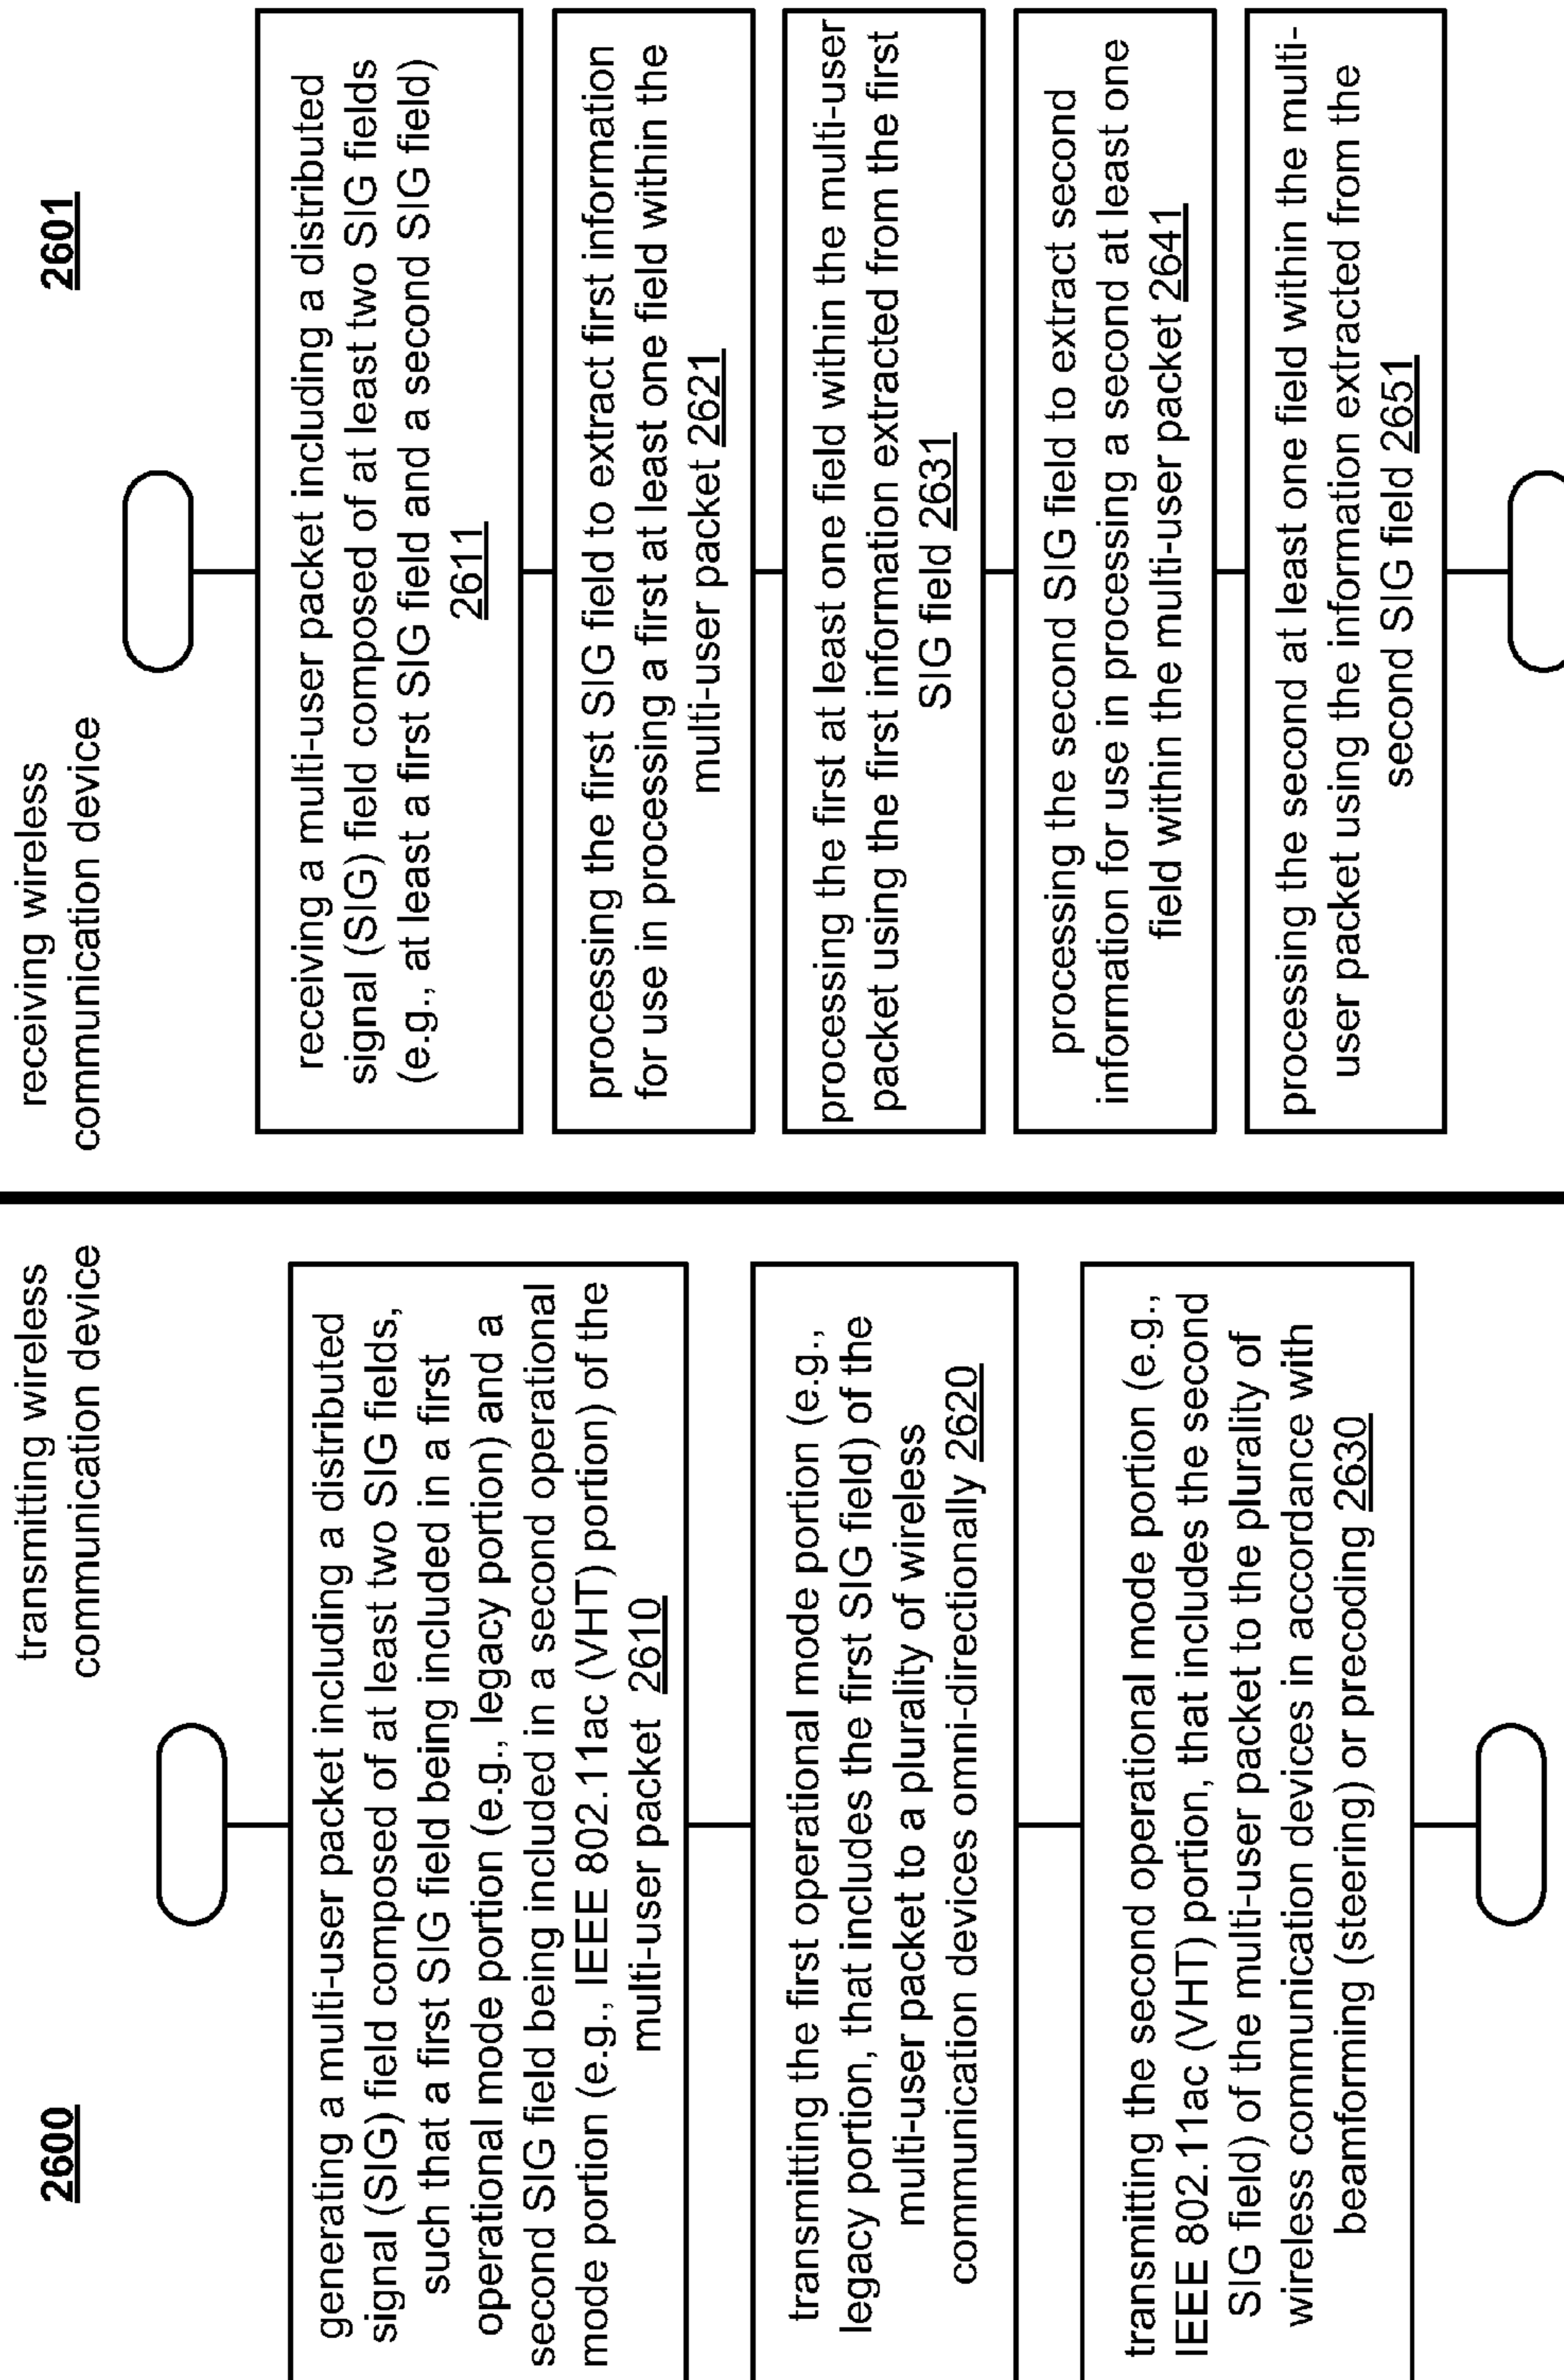 2600
transmitting wireless
communication device
generating a multi-user packet including a distributed
signal (SIG) field composed of at least two SIG fields,
such that a first SIG field being included in a first
operational mode portion (e.g., legacy portion) and a
second SIG field being included in a second operational
mode portion (e.g., IEEE 802.11ac (VHT) portion) of the
multi-user packet 2610
transmitting the first operational mode portion (e.g.,
legacy portion, that includes the first SIG field) of the
multi-user packet to a plurality of wireless
communication devices omni-directionally 2620
transmitting the second operational mode portion (e.g.,
IEEE 802.11ac (VHT) portion, that includes the second
SIG field) of the multi-user packet to the plurality of
wireless communication devices in accordance with
beamforming (steering) or precoding 2630
receiving wireless
communication device
2601
receiving a multi-user packet including a distributed
signal (SIG) field composed of at least two SIG fields
(e.g., at least a first SIG field and a second SIG field)
2611
processing the first SIG field to extract first information
for use in processing a first at least one field within the
multi-user packet 2621
processing the first at least one field within the multi-user
packet using the first information extracted from the first
SIG field 2631
processing the second SIG field to extract second
information for use in processing a second at least one
field within the multi-user packet 2641
processing the second at least one field within the multi-
user packet using the information extracted from the
second SIG field 2651